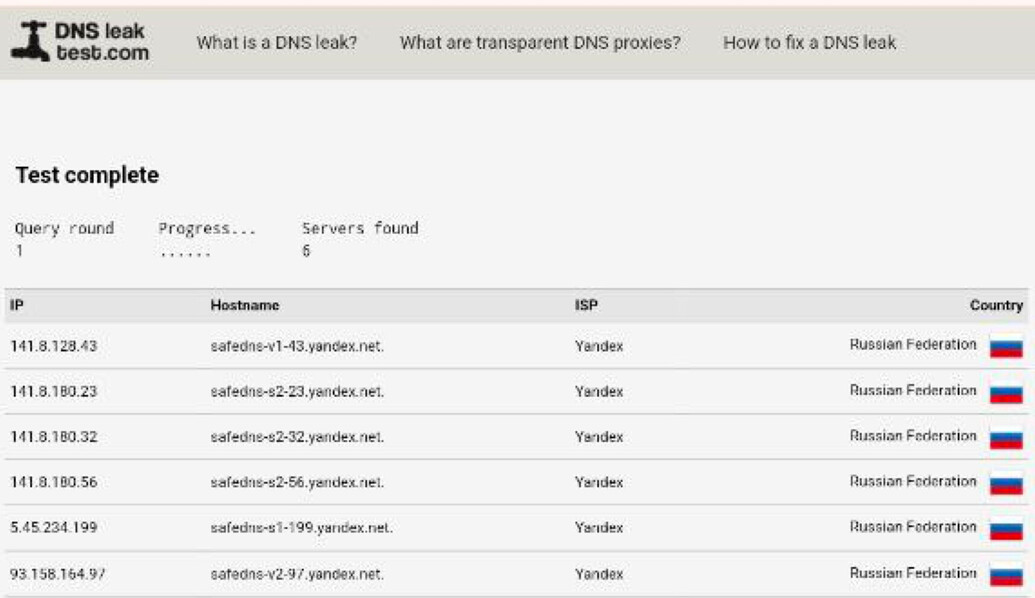 DNS leak test.com What is a DNS leak? What are transparent DNS proxies? How to fix a DNS leak
Test complete
Query round Progress... Servers found
1 ...... 6
IP Hostname ISP Country
141.8.128.43 safedns-v1-43.yandex.net. Yandex Russian Federation
141.8.180.23 safedns-s2-23.yandex.net. Yandex Russian Federation
141.8.180.32 safedns-s2-32.yandex.net. Yandex Russian Federation
141.8.180.56 safedns-s2-56.yandex.net. Yandex Russian Federation
5.45.234.199 safedns-s1-199.yandex.net. Yandex Russian Federation
93.158.164.97 safedns-v2-97.yandex.net. Yandex Russian Federation